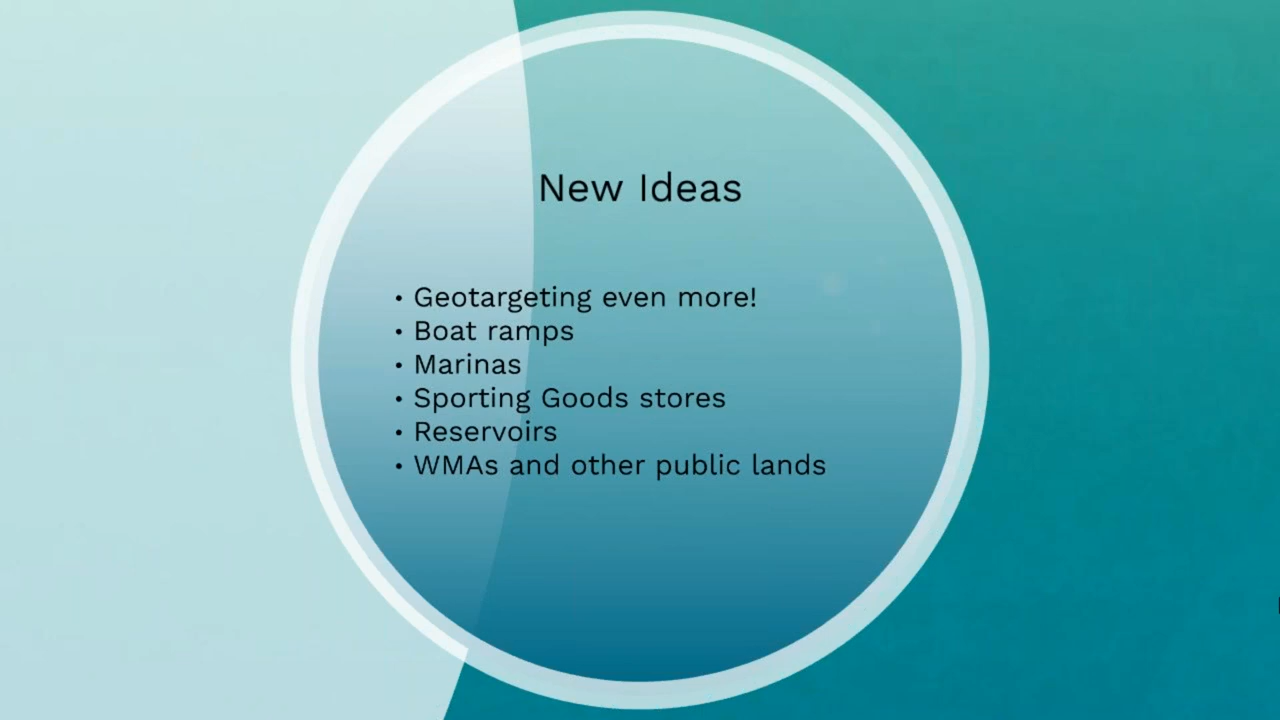 New Ideas
• Geotargeting even more!
• Boat ramps
• Marinas
• Sporting Goods stores
• Reservoirs
• WMAs and other public lands